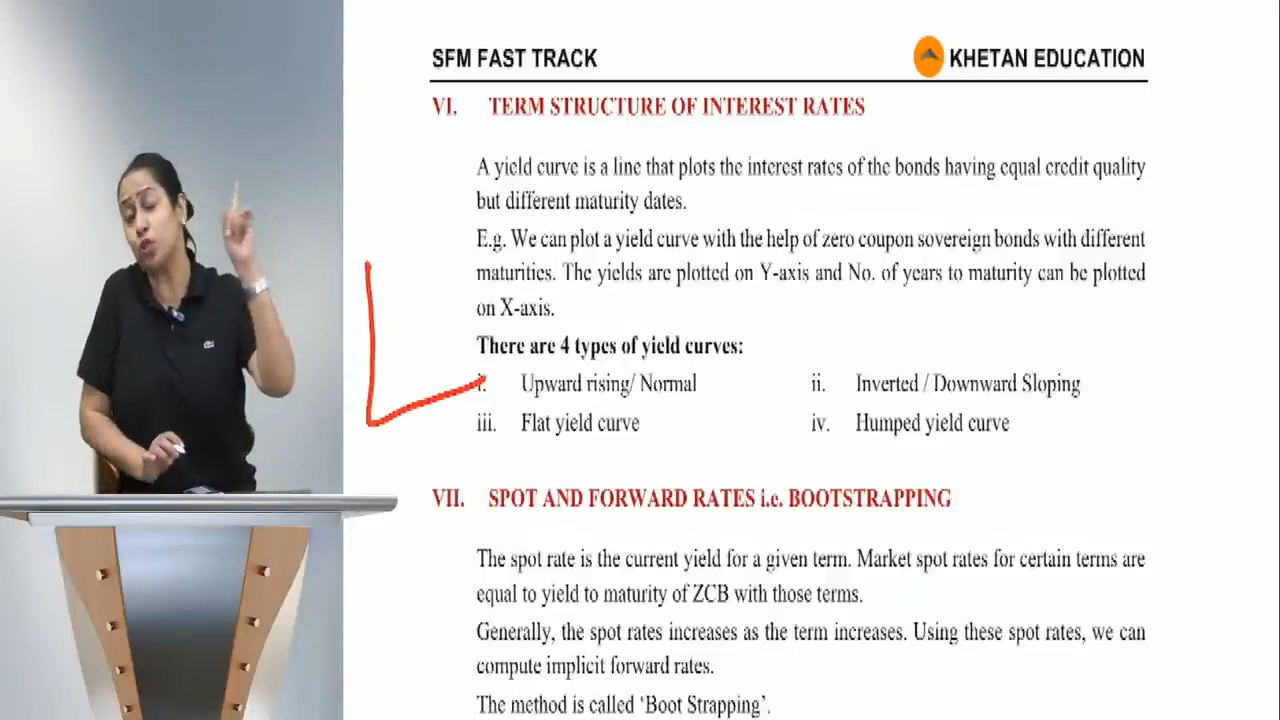 SFM FAST TRACK KHETAN EDUCATION
VI. TERM STRUCTURE OF INTEREST RATES
A yield curve is a line that plots the interest rates of the bonds having equal credit quality
but different maturity dates.
E.g. We can plot a yield curve with the help of zero coupon sovereign bonds with different
maturities. The yields are plotted on Y-axis and No. of years to maturity can be plotted
on X-axis.
There are 4 types of yield curves:
i. Upward rising/ Normal ii. Inverted / Downward Sloping
iii. Flat yield curve iv. Humped yield curve
VII. SPOT AND FORWARD RATES i.e. BOOTSTRAPPING
The spot rate is the current yield for a given term. Market spot rates for certain terms are
equal to yield to maturity of ZCB with those terms.
Generally, the spot rates increases as the term increases. Using these spot rates, we can
compute implicit forward rates.
The method is called ‘Boot Strapping’.